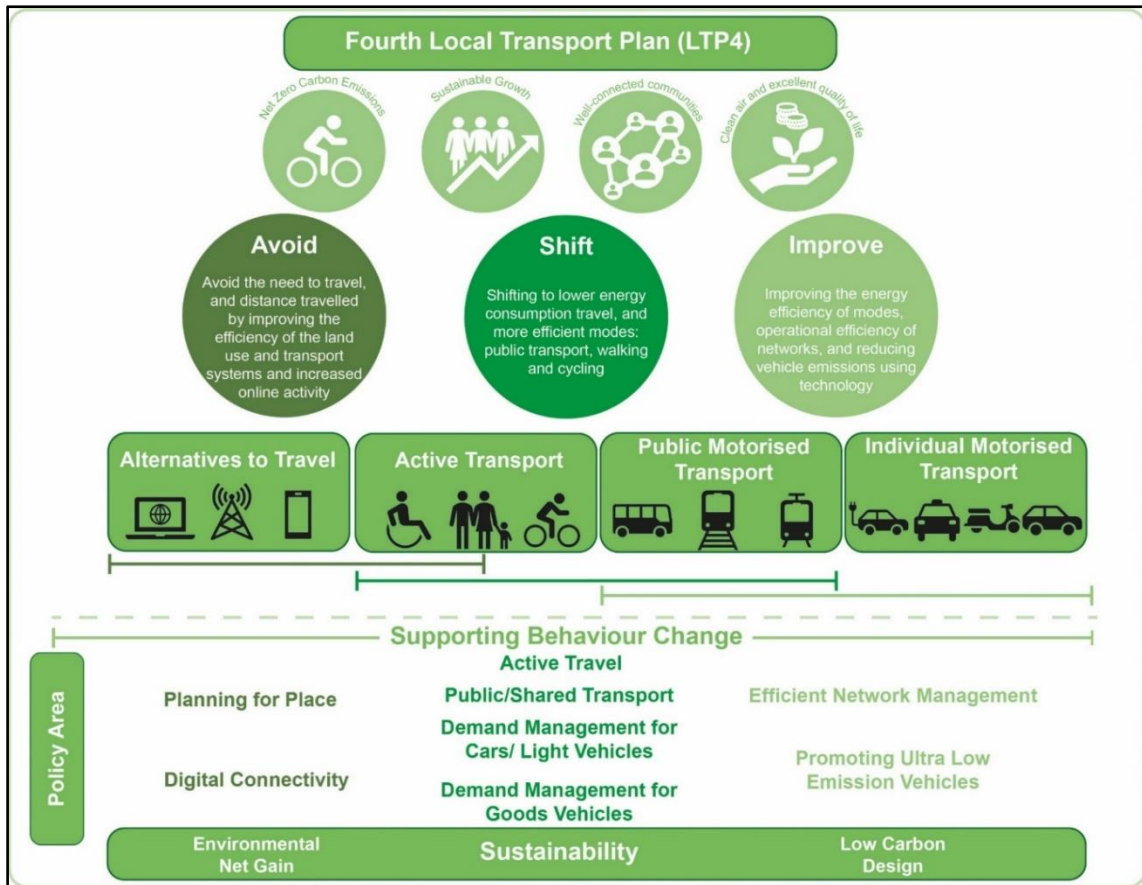 Fourth Local Transport Plan (LTP4)
Net Zero Carbon Emissions
Sustainable Growth
Well-connected communities
Clean air and excellent quality of life
Avoid
Avoid the need to travel,
and distance travelled
by improving the
efficiency of the land
use and transport
systems and increased
online activity
Shift
Shifting to lower energy
consumption travel, and
more efficient modes:
public transport, walking
and cycling
Improve
Improving the energy
efficiency of modes,
operational efficiency of
networks, and reducing
vehicle emissions using
technology
Alternatives to Travel
Active Transport
Public Motorised
Transport
Individual Motorised
Transport
Supporting Behaviour Change
Policy Area
Planning for Place
Digital Connectivity
Active Travel
Public/Shared Transport
Demand Management for
Cars/ Light Vehicles
Demand Management for
Goods Vehicles
Efficient Network Management
Promoting Ultra Low
Emission Vehicles
Environmental
Net Gain
Sustainability
Low Carbon
Design